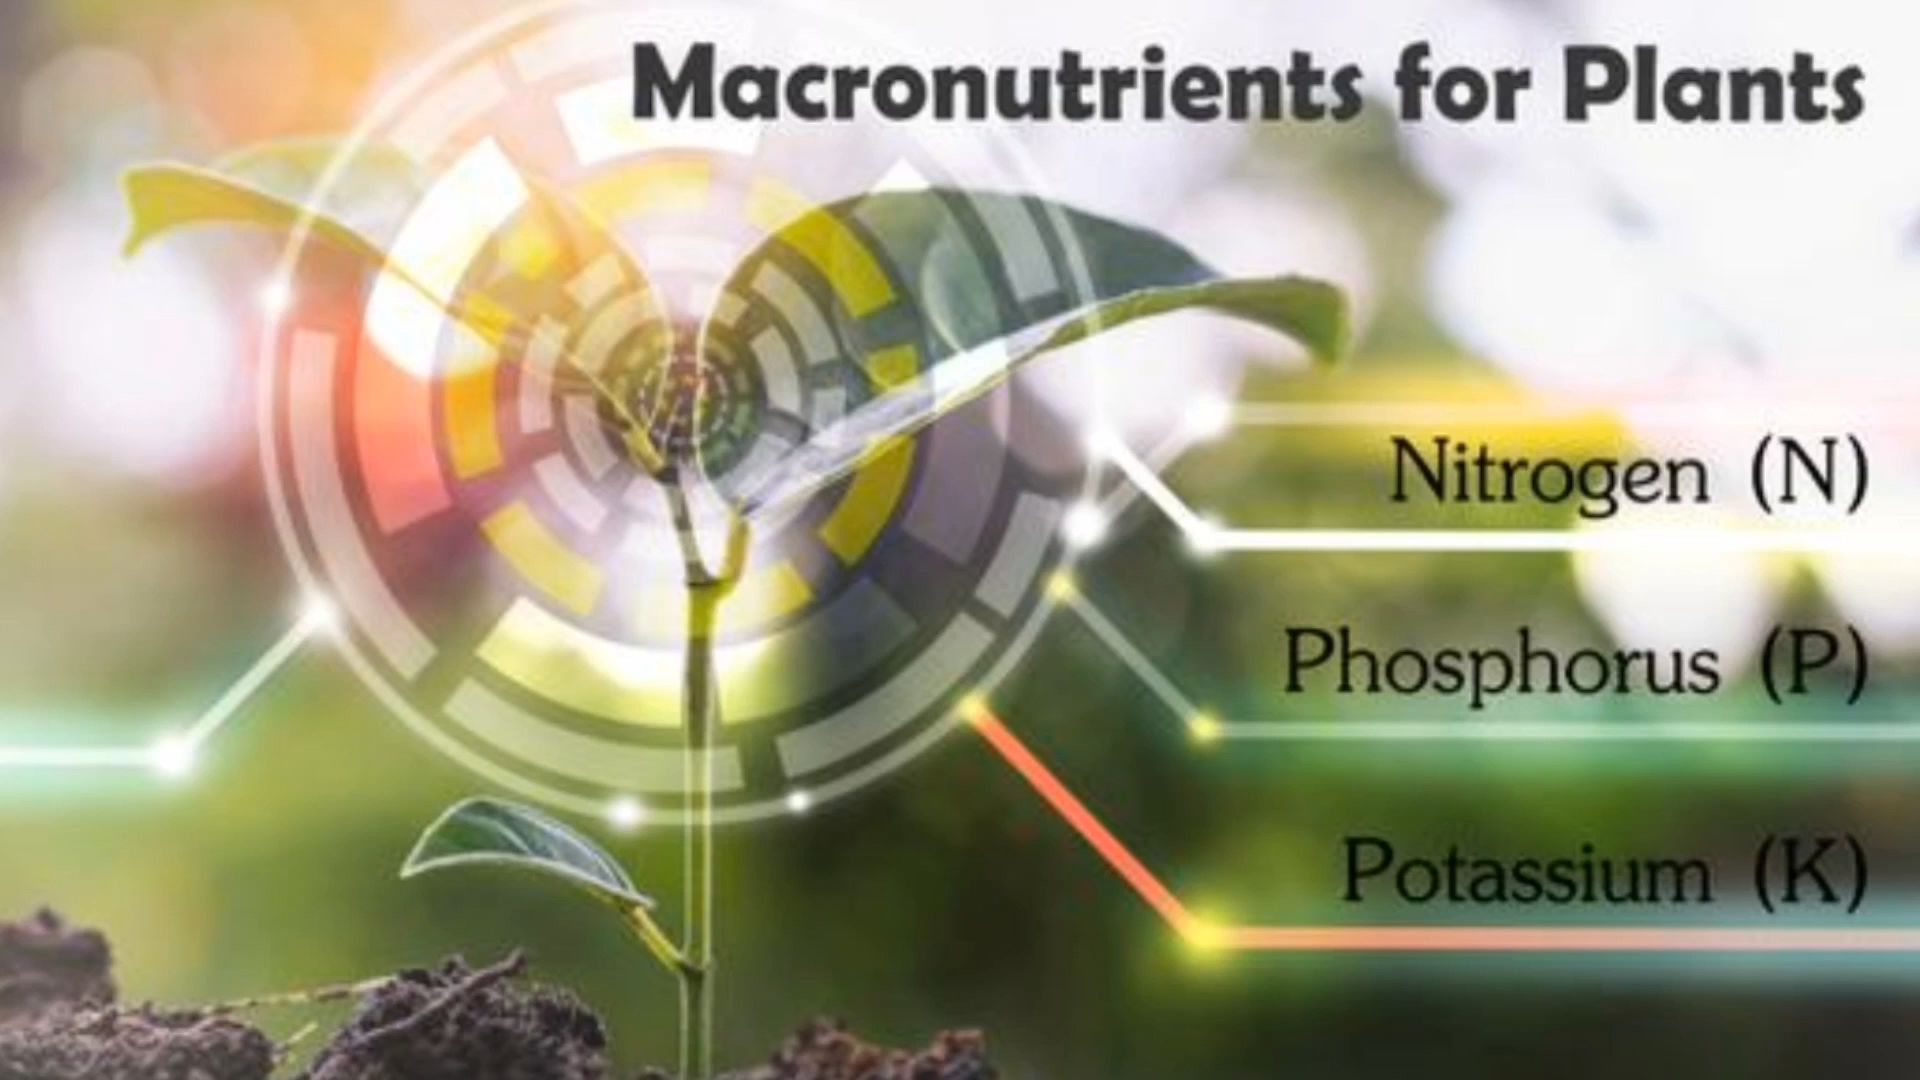 Macronutrients for Plants
Nitrogen (N)
Phosphorus (P)
Potassium (K)